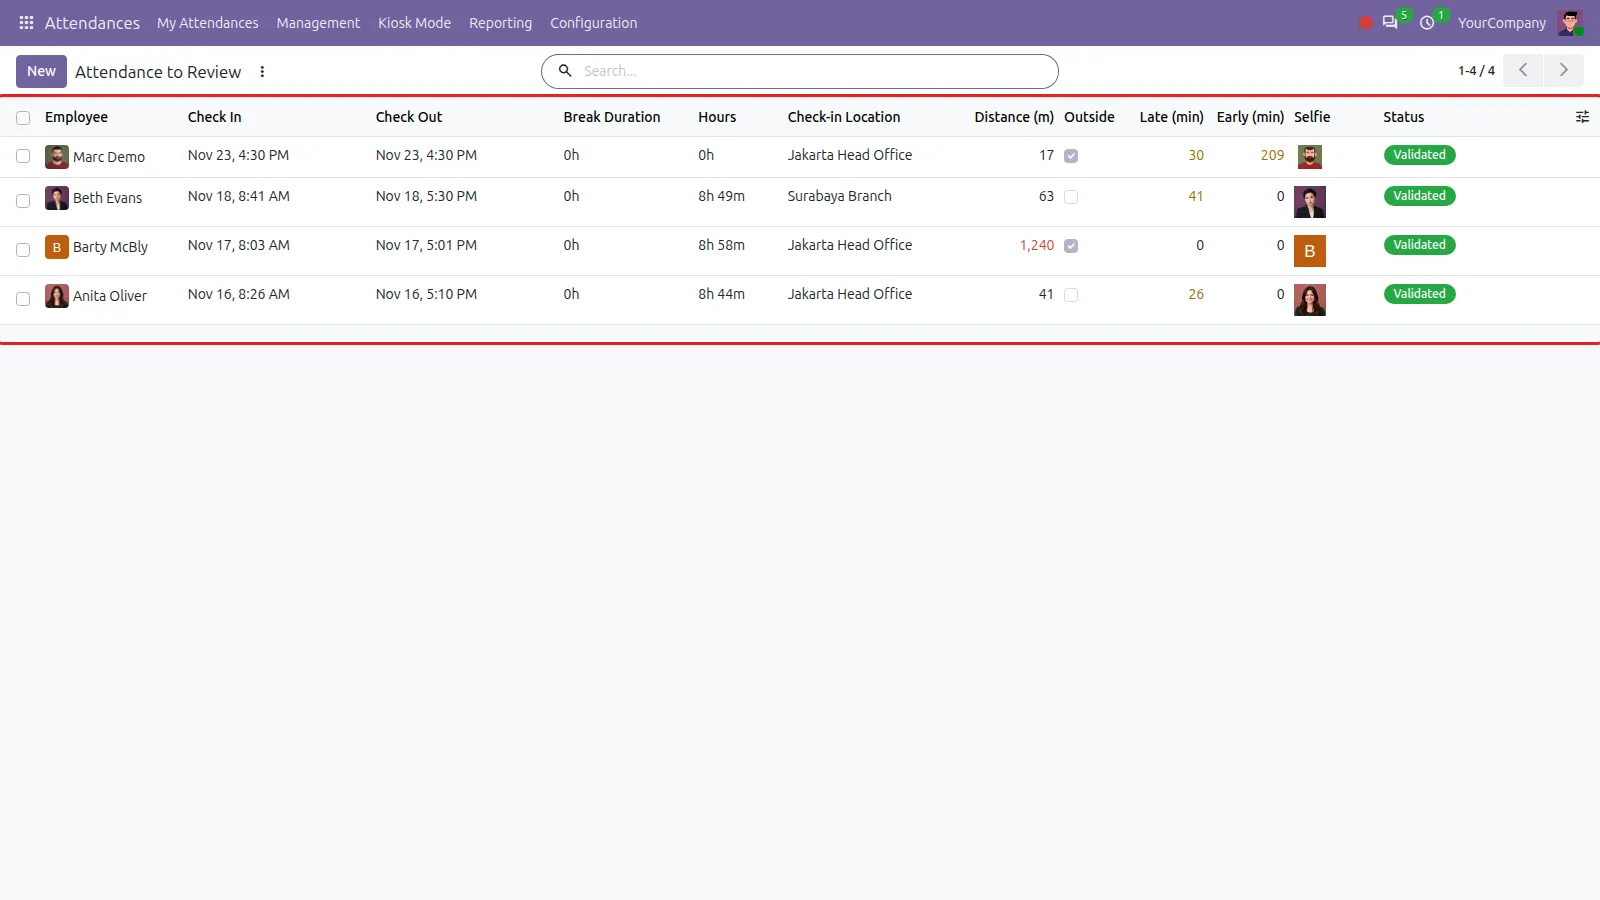 Attendances My Attendances Management Kiosk Mode Reporting Configuration 5 1 YourCompany
New Attendance to Review Search... 1-4 / 4
Employee Check In Check Out Break Duration Hours Check-in Location Distance (m) Outside Late (min) Early (min) Selfie Status
Marc Demo Nov 23, 4:30 PM Nov 23, 4:30 PM 0h 0h Jakarta Head Office 17 30 209 Validated
Beth Evans Nov 18, 8:41 AM Nov 18, 5:30 PM 0h 8h 49m Surabaya Branch 63 41 0 Validated
B Barty McBly Nov 17, 8:03 AM Nov 17, 5:01 PM 0h 8h 58m Jakarta Head Office 1,240 0 0 B Validated
Anita Oliver Nov 16, 8:26 AM Nov 16, 5:10 PM 0h 8h 44m Jakarta Head Office 41 26 0 Validated